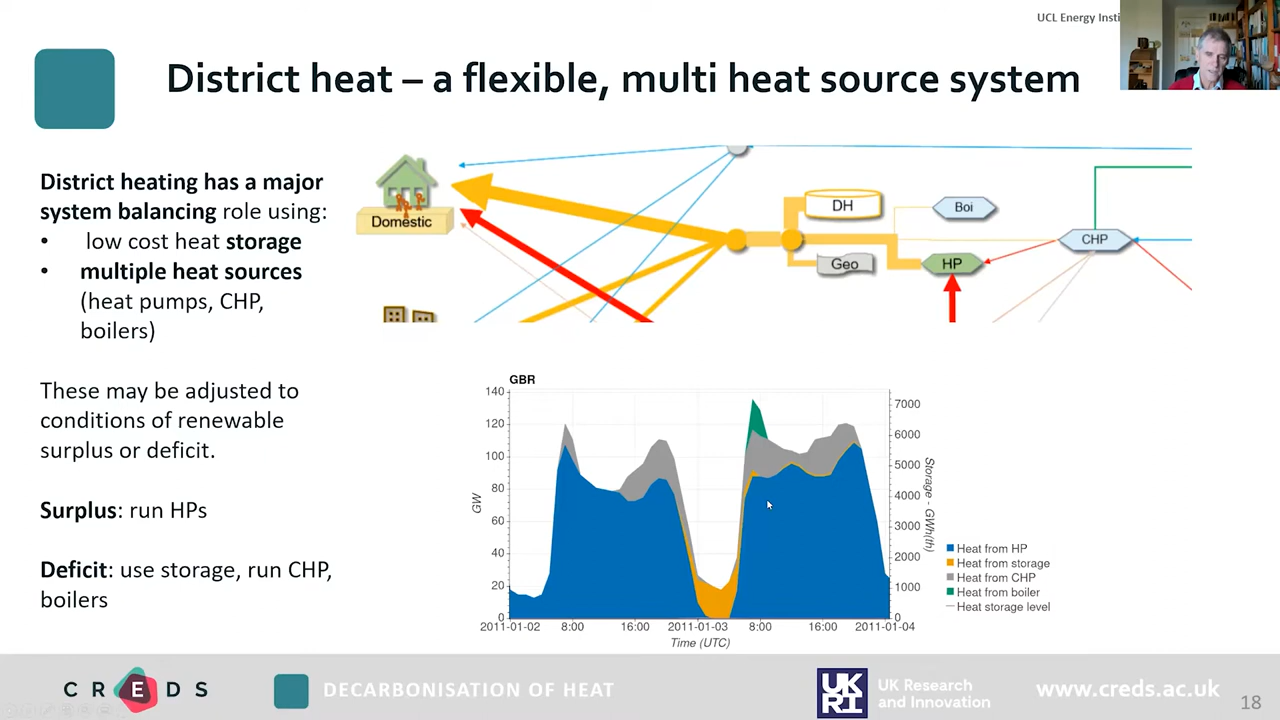 UCL Energy Insti
District heat – a flexible, multi heat source system
District heating has a major
system balancing role using:
• low cost heat storage
• multiple heat sources
(heat pumps, CHP,
boilers)
These may be adjusted to
conditions of renewable
surplus or deficit.
Surplus: run HPs
Deficit: use storage, run CHP,
boilers
Domestic
DH
Boi
CHP
Geo
HP
GBR
140
120
100
80
60
40
20
0
GW
7000
6000
5000
4000
3000
2000
1000
0
Storage - GWh(th)
2011-01-02
8:00
16:00
2011-01-03
8:00
16:00
2011-01-04
Time (UTC)
Heat from HP
Heat from storage
Heat from CHP
Heat from boiler
Heat storage level
CREDS
DECARBONISATION OF HEAT
UK
RI
UK Research
and Innovation
www.creds.ac.uk
18